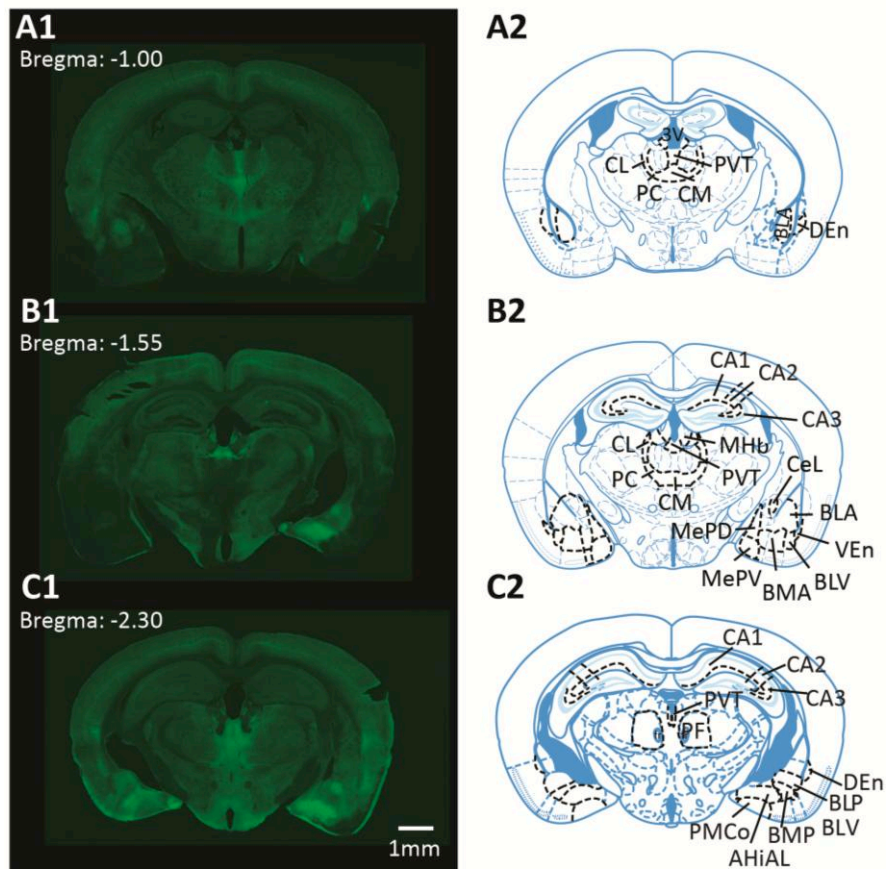 A1
Bregma: -1.00
A2
3V
CL
PVT
PC
CM
BLA
DEn
B1
Bregma: -1.55
B2
CA1
CA2
CA3
CL
MHb
PC
PVT
CeL
CM
BLA
MePD
VEn
MePV
BMA
BLV
C1
Bregma: -2.30
1mm
C2
CA1
CA2
CA3
PVT
PF
DEn
BLP
PMCo
BMP
BLV
AHiAL